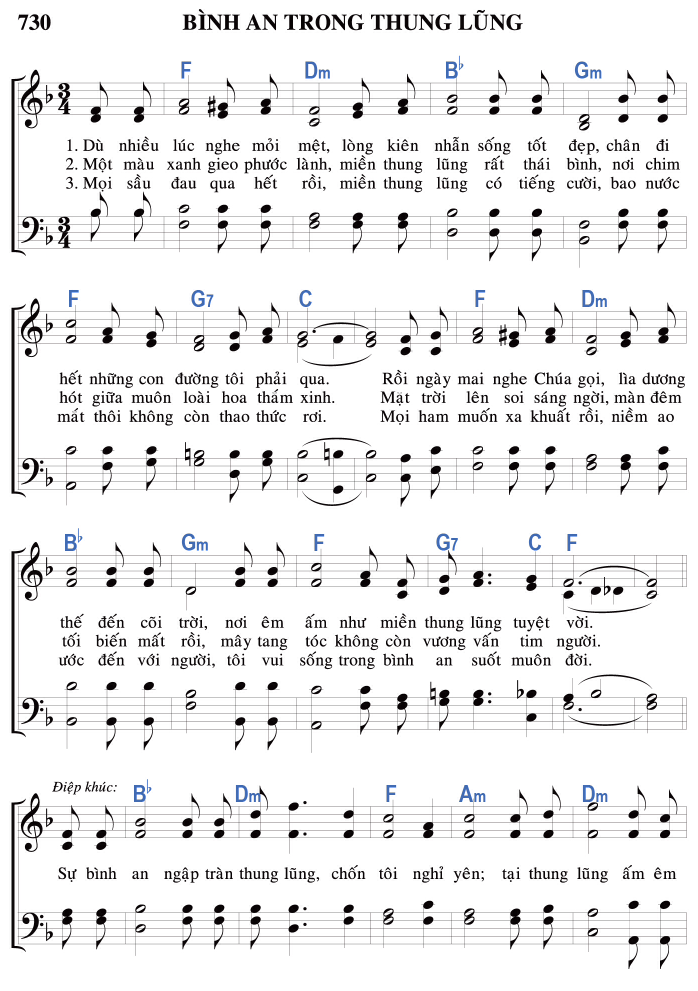 730 BÌNH AN TRONG THUNG LŨNG
F Dm B♭ Gm
3 4
1. Dù nhiều lúc nghe mỏi mệt, lòng kiên nhẫn sống tốt đẹp, chân đi
2. Một màu xanh gieo phước lành, miền thung lũng rất thái bình, nơi chim
3. Mọi sầu đau qua hết rồi, miền thung lũng có tiếng cười, bao nước
3 4
F G7 C F Dm
hết những con đường tôi phải qua. Rồi ngày mai nghe Chúa gọi, lìa dương
hót giữa muôn loài hoa thắm xinh. Mặt trời lên soi sáng ngời, màn đêm
mắt thôi không còn thao thức rơi. Mọi ham muốn xa khuất rồi, niềm ao
B♭ Gm F G7 C F
thế đến cõi trời, nơi êm ấm như miền thung lũng tuyệt vời.
tối biến mất rồi, mây tang tóc không còn vương vấn tim người.
ước đến với người, tôi vui sống trong bình an suốt muôn đời.
Điệp khúc: B♭ Dm F Am Dm
Sự bình an ngập tràn thung lũng, chốn tôi nghỉ yên; tại thung lũng ấm êm